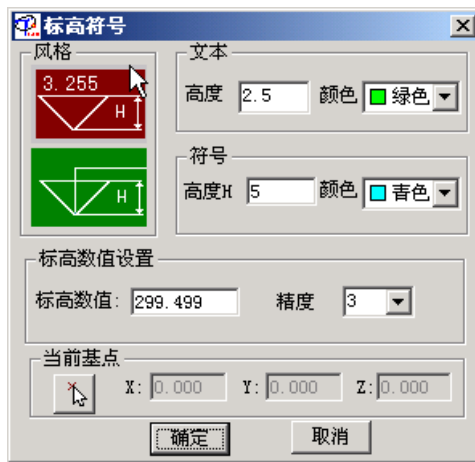 标高符号
风格
3.255
H
H
文本
高度 2.5 颜色 绿色
符号
高度H 5 颜色 青色
标高数值设置
标高数值: 299.499 精度 3
当前基点
X: 0.000 Y: 0.000 Z: 0.000
确定 取消